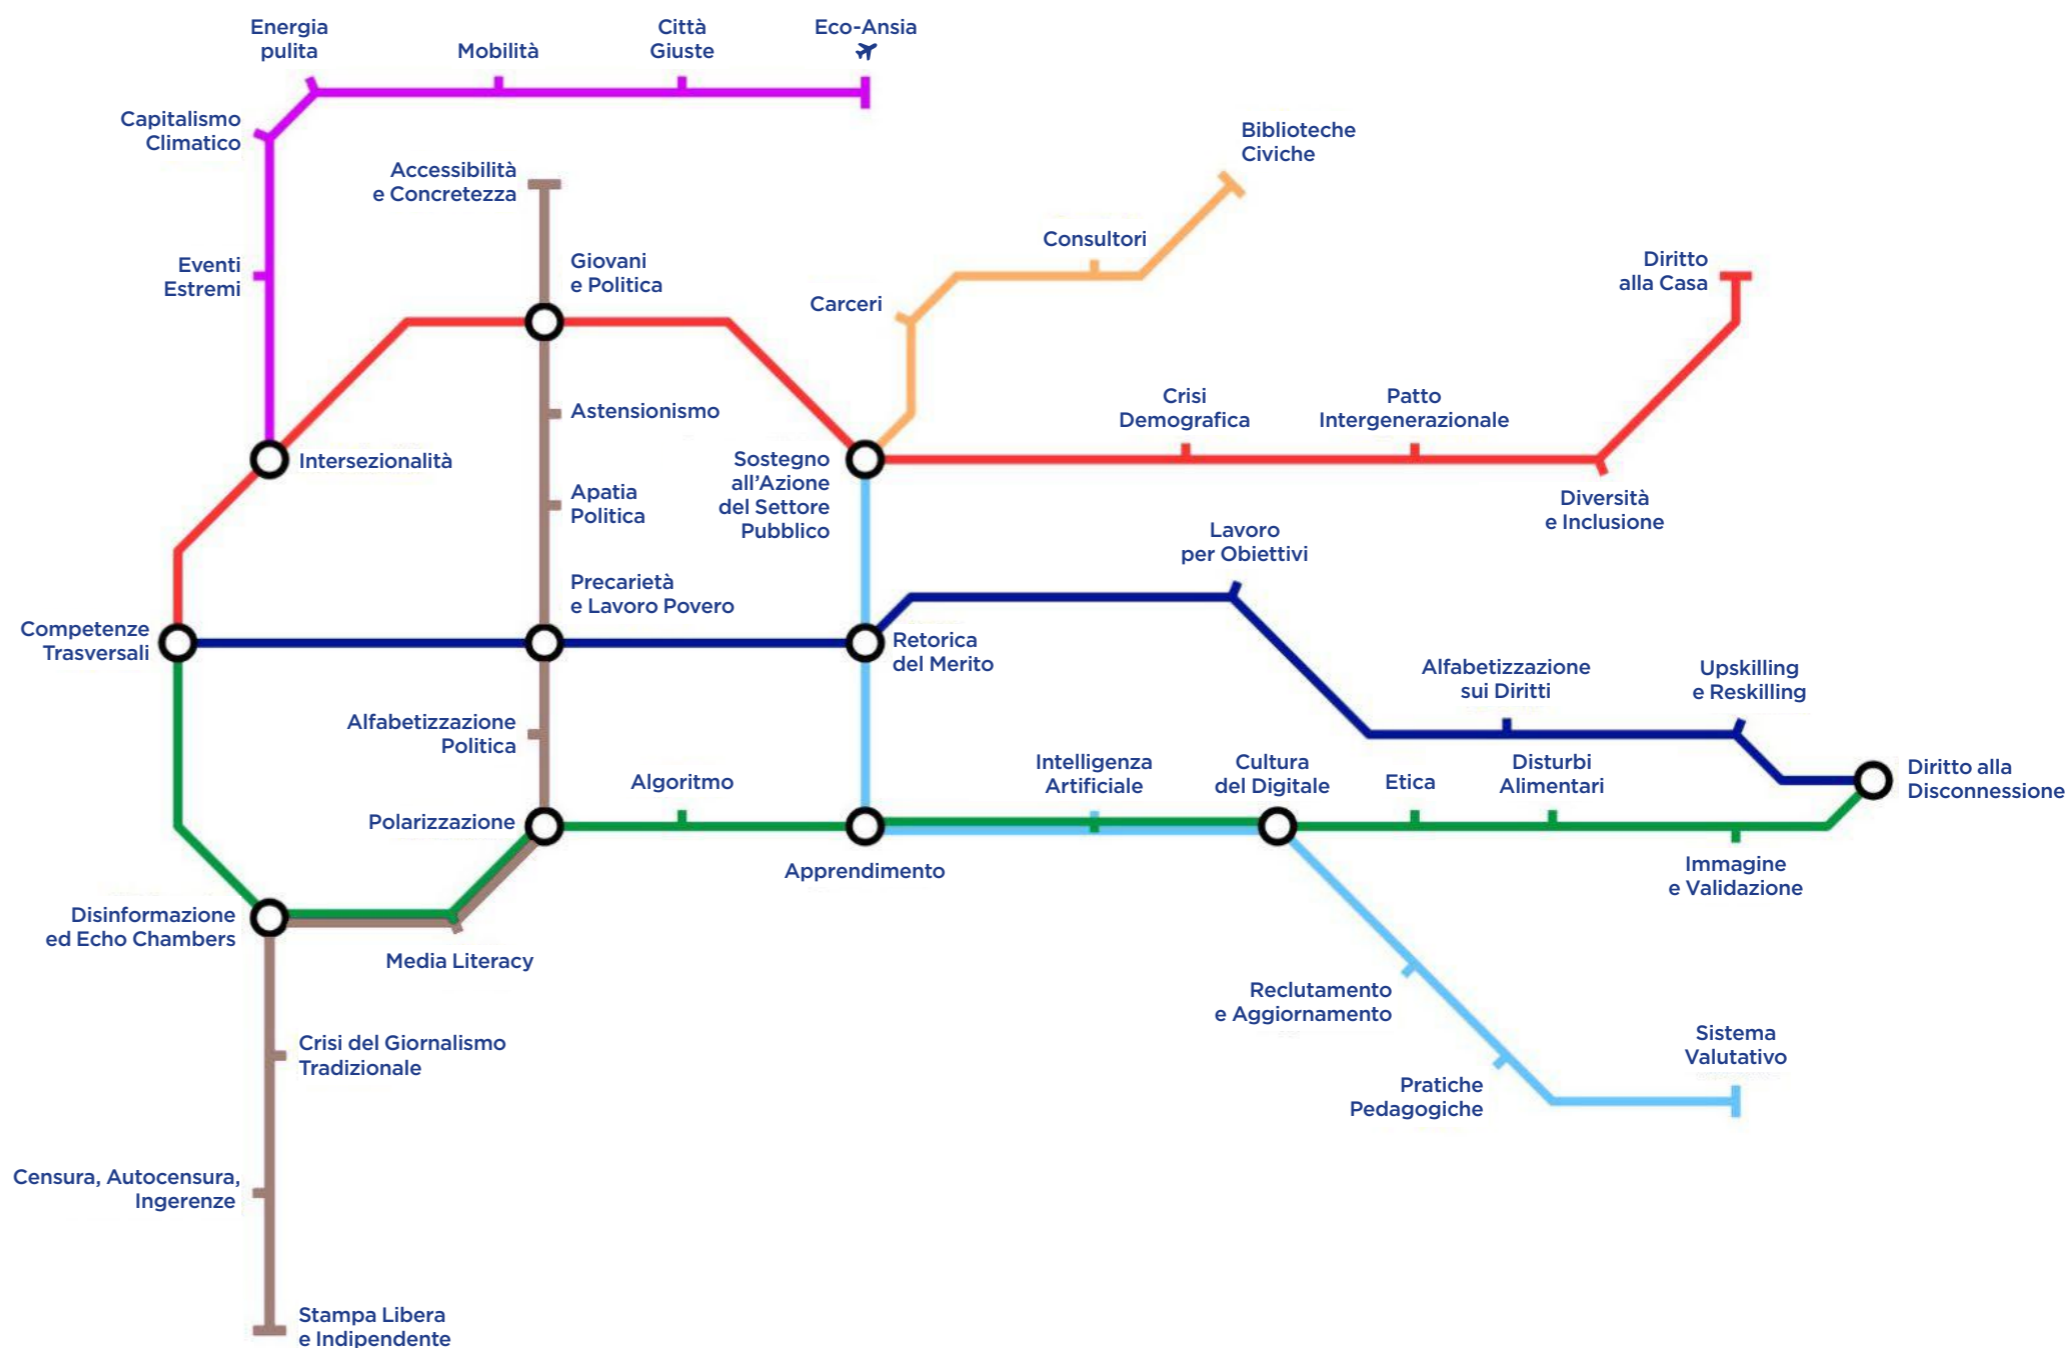 Energia
pulita
Mobilità
Città
Giuste
Eco-Ansia
Capitalismo
Climatico
Biblioteche
Civiche
Accessibilità
e Concretezza
Consultori
Giovani
e Politica
Eventi
Estremi
Diritto
alla Casa
Carceri
Astensionismo
Crisi
Demografica
Patto
Intergenerazionale
Intersezionalità
Sostegno
all'Azione
del Settore
Pubblico
Apatia
Politica
Diversità
e Inclusione
Lavoro
per Obiettivi
Precarietà
e Lavoro Povero
Competenze
Trasversali
Retorica
del Merito
Alfabetizzazione
sui Diritti
Upskilling
e Reskilling
Alfabetizzazione
Politica
Algoritmo
Intelligenza
Artificiale
Cultura
del Digitale
Etica
Disturbi
Alimentari
Diritto alla
Disconnessione
Polarizzazione
Apprendimento
Immagine
e Validazione
Disinformazione
ed Echo Chambers
Media Literacy
Reclutamento
e Aggiornamento
Crisi del Giornalismo
Tradizionale
Sistema
Valutativo
Pratiche
Pedagogiche
Censura, Autocensura,
Ingerenze
Stampa Libera
e Indipendente